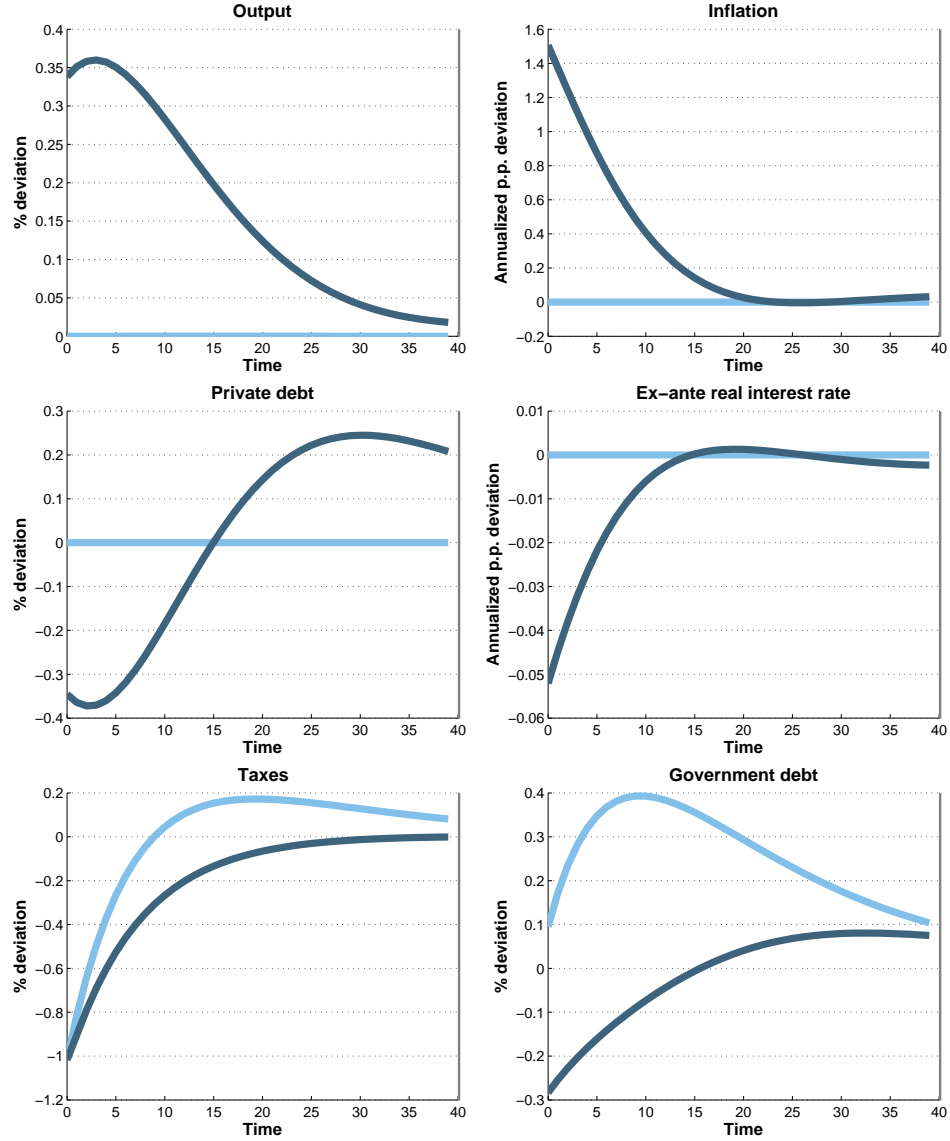 Output
% deviation
0.4
0.35
0.3
0.25
0.2
0.15
0.1
0.05
0
0 5 10 15 20 25 30 35 40
Time
Inflation
Annualized p.p. deviation
1.6
1.4
1.2
1
0.8
0.6
0.4
0.2
0
−0.2
0 5 10 15 20 25 30 35 40
Time
Private debt
% deviation
0.3
0.2
0.1
0
−0.1
−0.2
−0.3
−0.4
0 5 10 15 20 25 30 35 40
Time
Ex−ante real interest rate
Annualized p.p. deviation
0.01
0
−0.01
−0.02
−0.03
−0.04
−0.05
−0.06
0 5 10 15 20 25 30 35 40
Time
Taxes
% deviation
0.2
0
−0.2
−0.4
−0.6
−0.8
−1
−1.2
0 5 10 15 20 25 30 35 40
Time
Government debt
% deviation
0.4
0.3
0.2
0.1
0
−0.1
−0.2
−0.3
0 5 10 15 20 25 30 35 40
Time